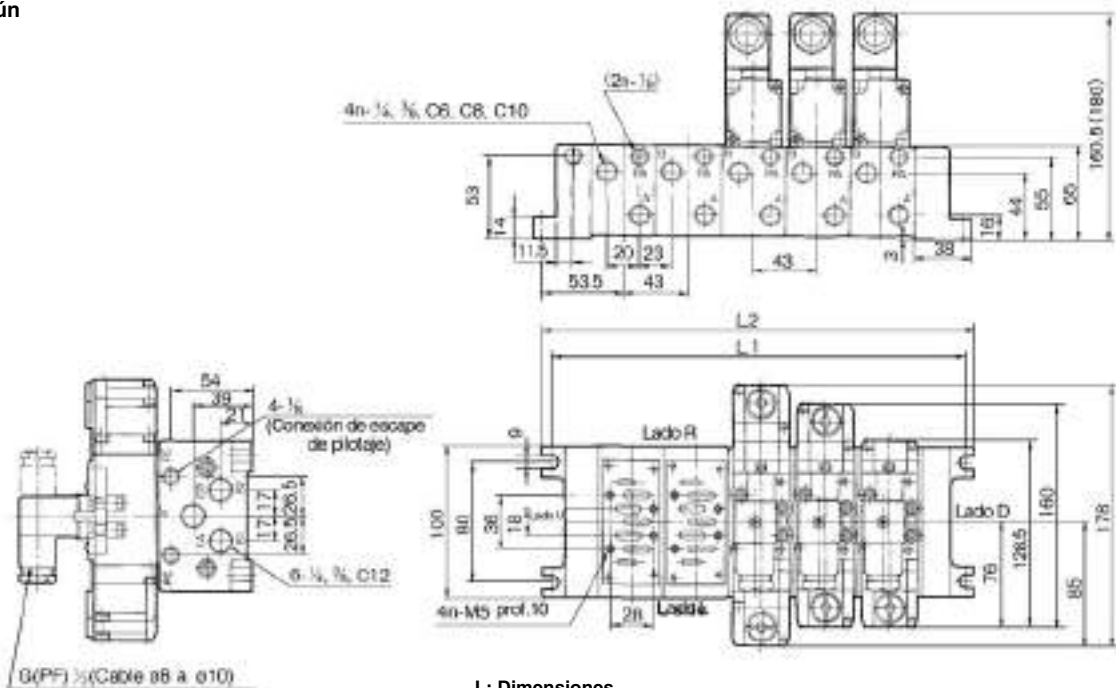 ún
(2n-⅛)
4n-¼, ⅜, C6, C8, C10
160.5 (180)
53
14
11.5
20
23
53.5
43
43
3
38
16
44
55
65
L2
L1
54
39
21
4-⅛
(Conexión de escape
de pilotaje)
17
17
26.5
26.5
6-¼, ⅜, C12
G(PF) ½(Cable ø8 a ø10)
9
100
80
36
18
Lado R
Lado U
Lado D
4n-M5 prof.10
28
76
128.5
160
85
178
L: Dimensiones